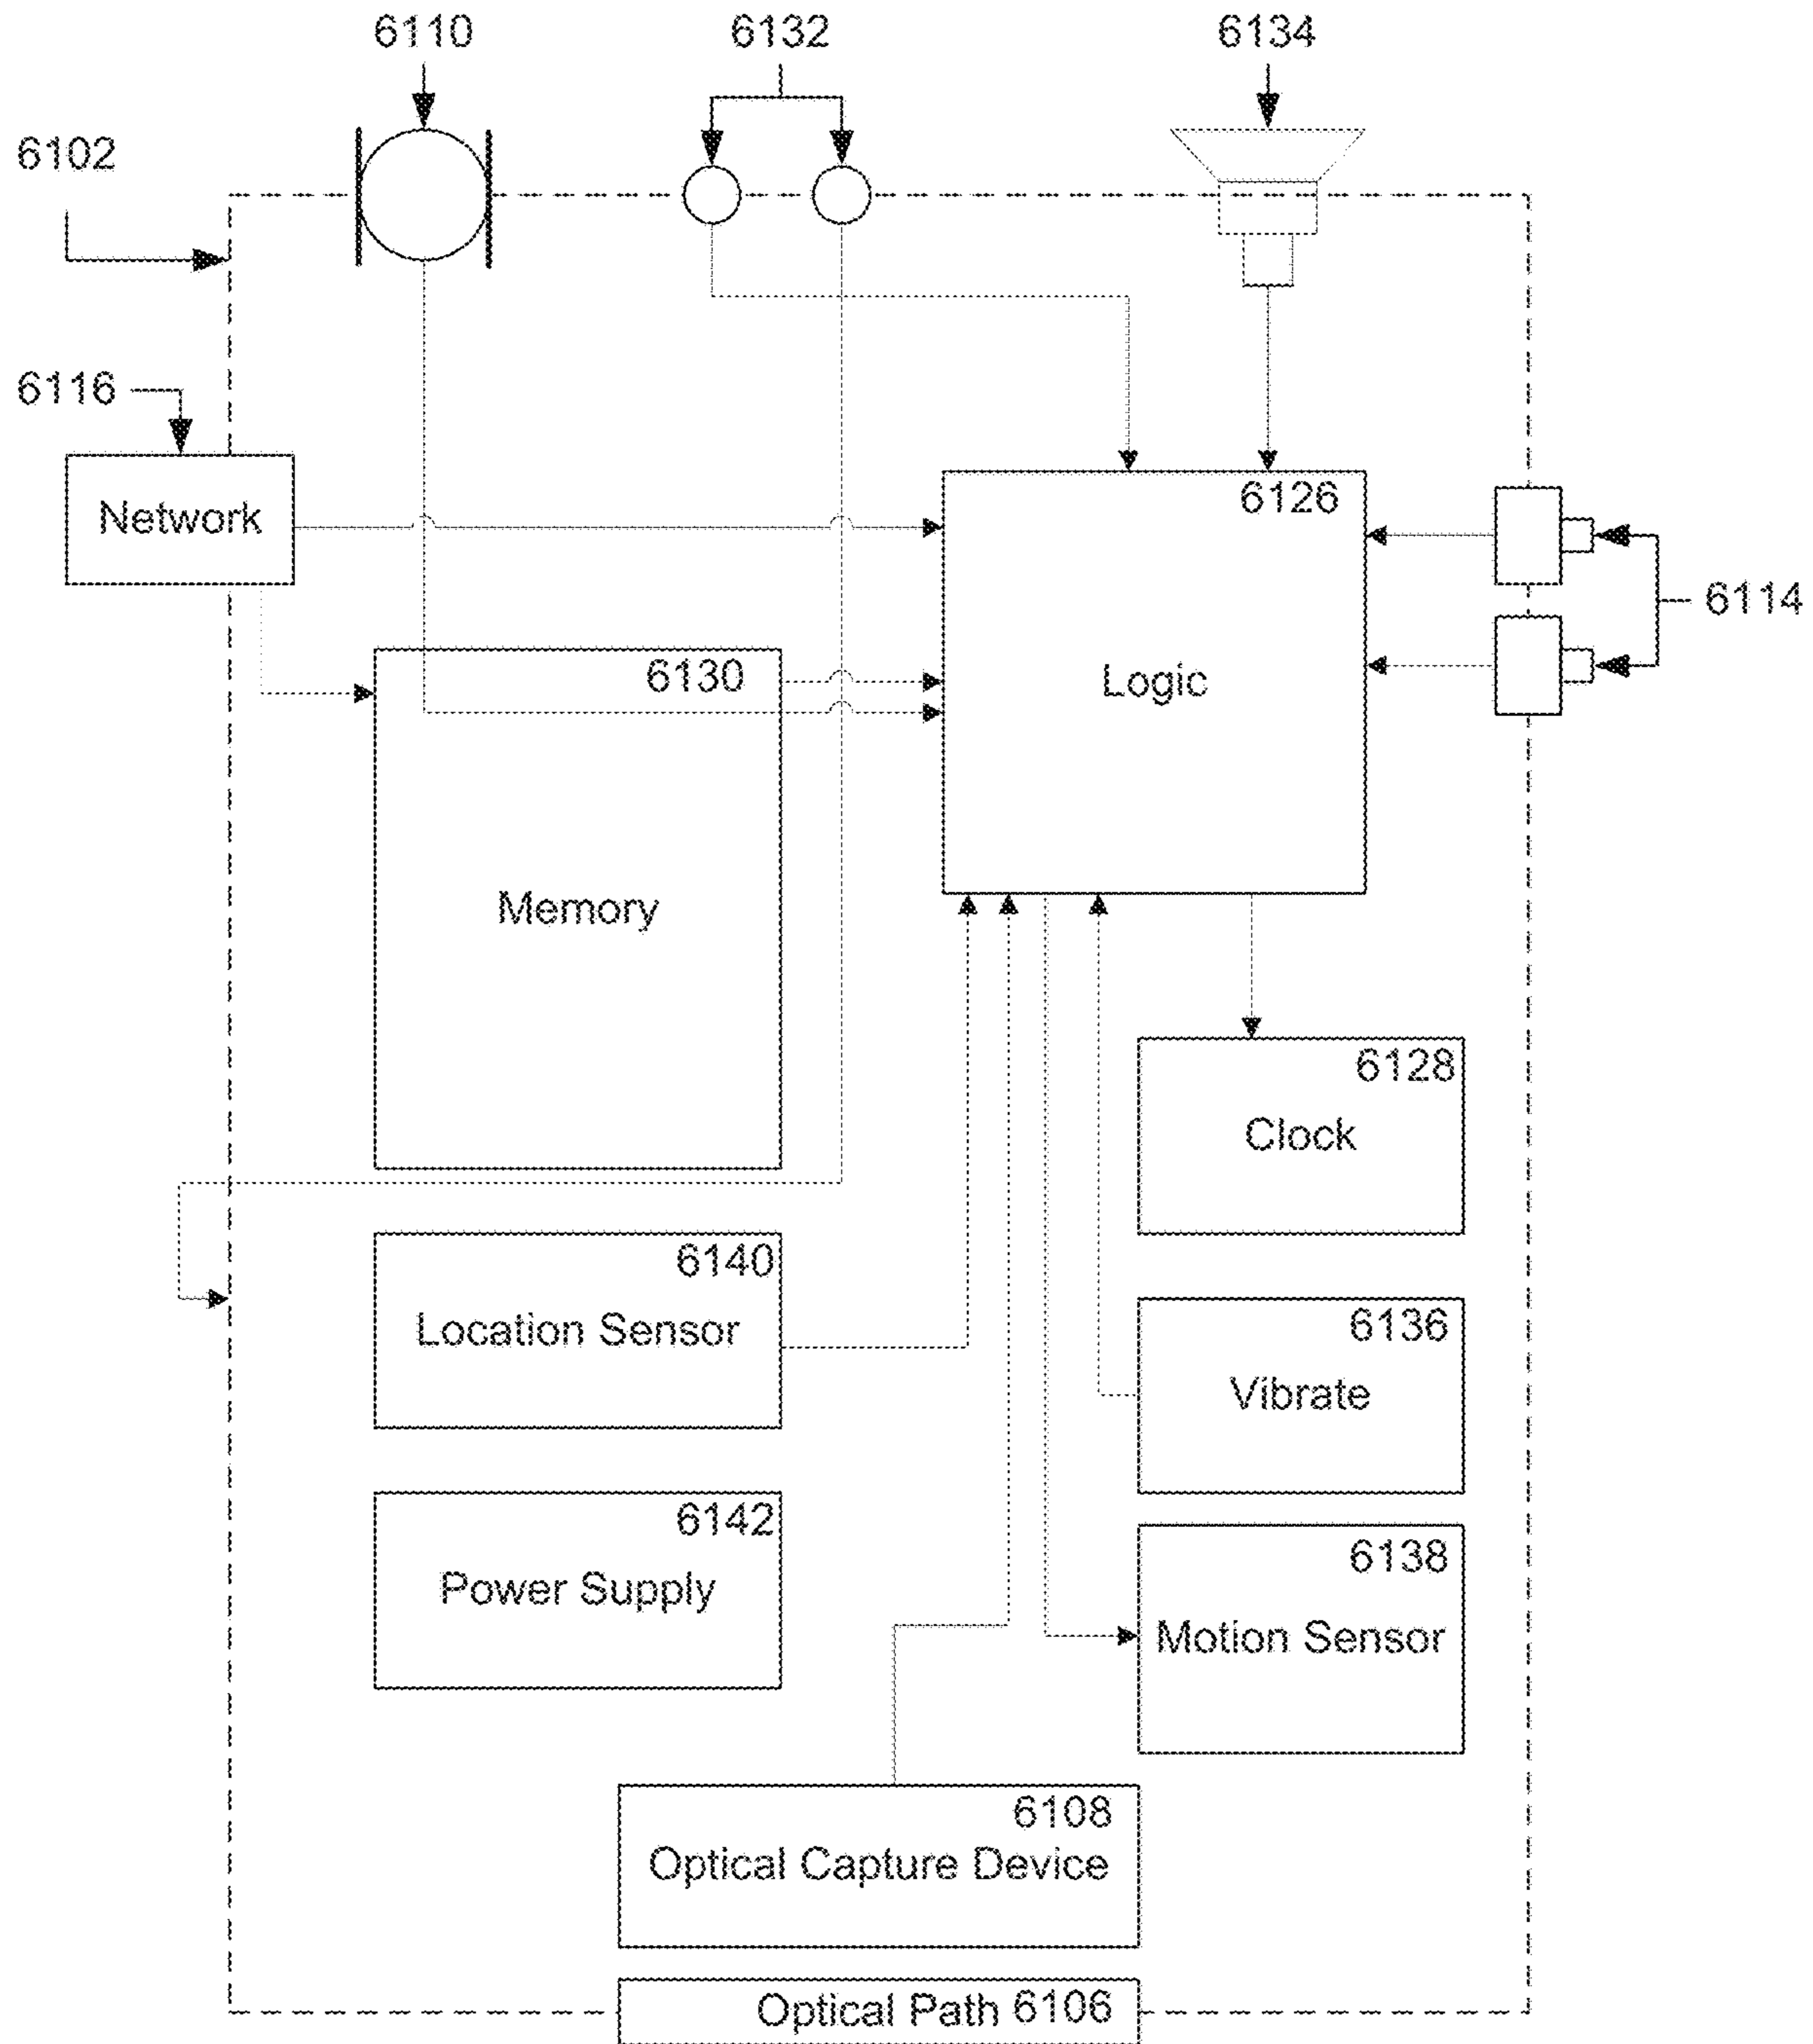 6110
6132
6134
6102
6116
Network
6126
Logic
6114
6130
Memory
6128
Clock
6140
Location Sensor
6136
Vibrate
6142
Power Supply
6138
Motion Sensor
6108
Optical Capture Device
Optical Path 6106